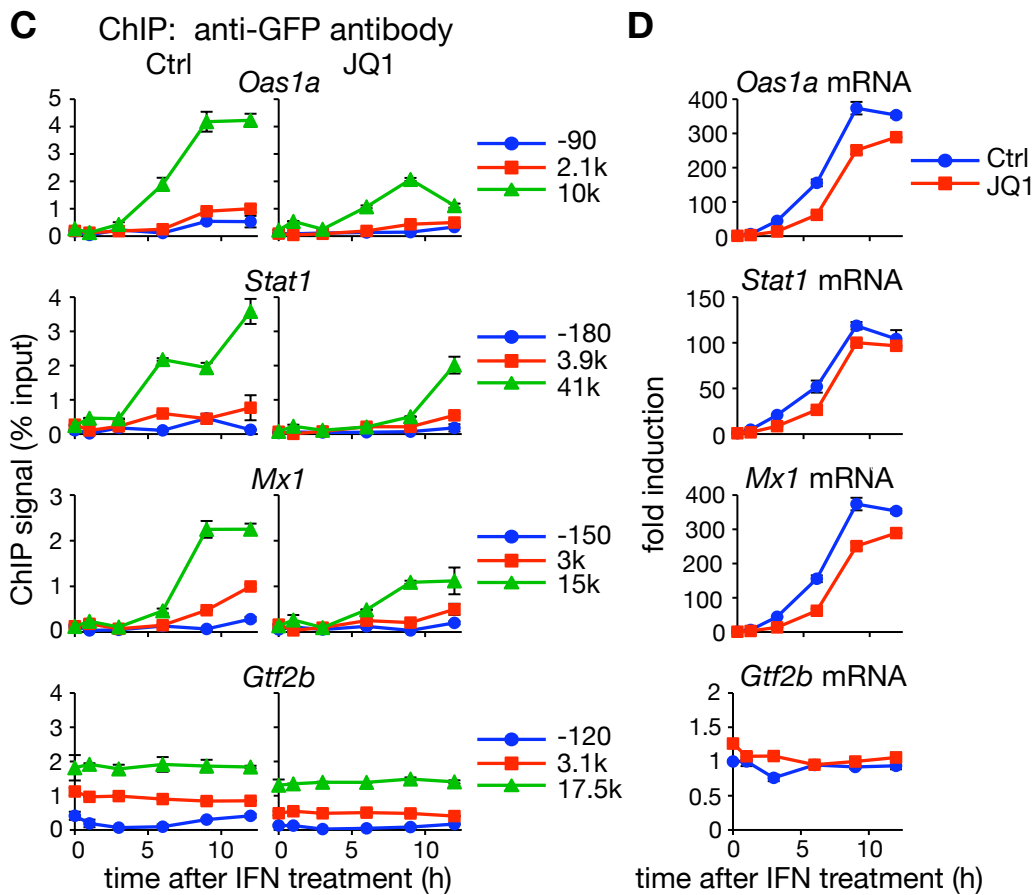 C
ChIP: anti-GFP antibody
Ctrl
JQ1
Oas1a
5
4
3
2
1
0
-90
2.1k
10k
Stat1
4
3
2
1
0
-180
3.9k
41k
Mx1
3
2
1
0
-150
3k
15k
Gtf2b
4
3
2
1
0
-120
3.1k
17.5k
0
5
10
0
5
10
ChIP signal (% input)
time after IFN treatment (h)
D
Oas1a mRNA
400
300
200
100
0
Ctrl
JQ1
Stat1 mRNA
150
100
50
0
Mx1 mRNA
400
300
200
100
0
Gtf2b mRNA
2
1.5
1
0.5
0
0
5
10
fold induction
time after IFN treatment (h)